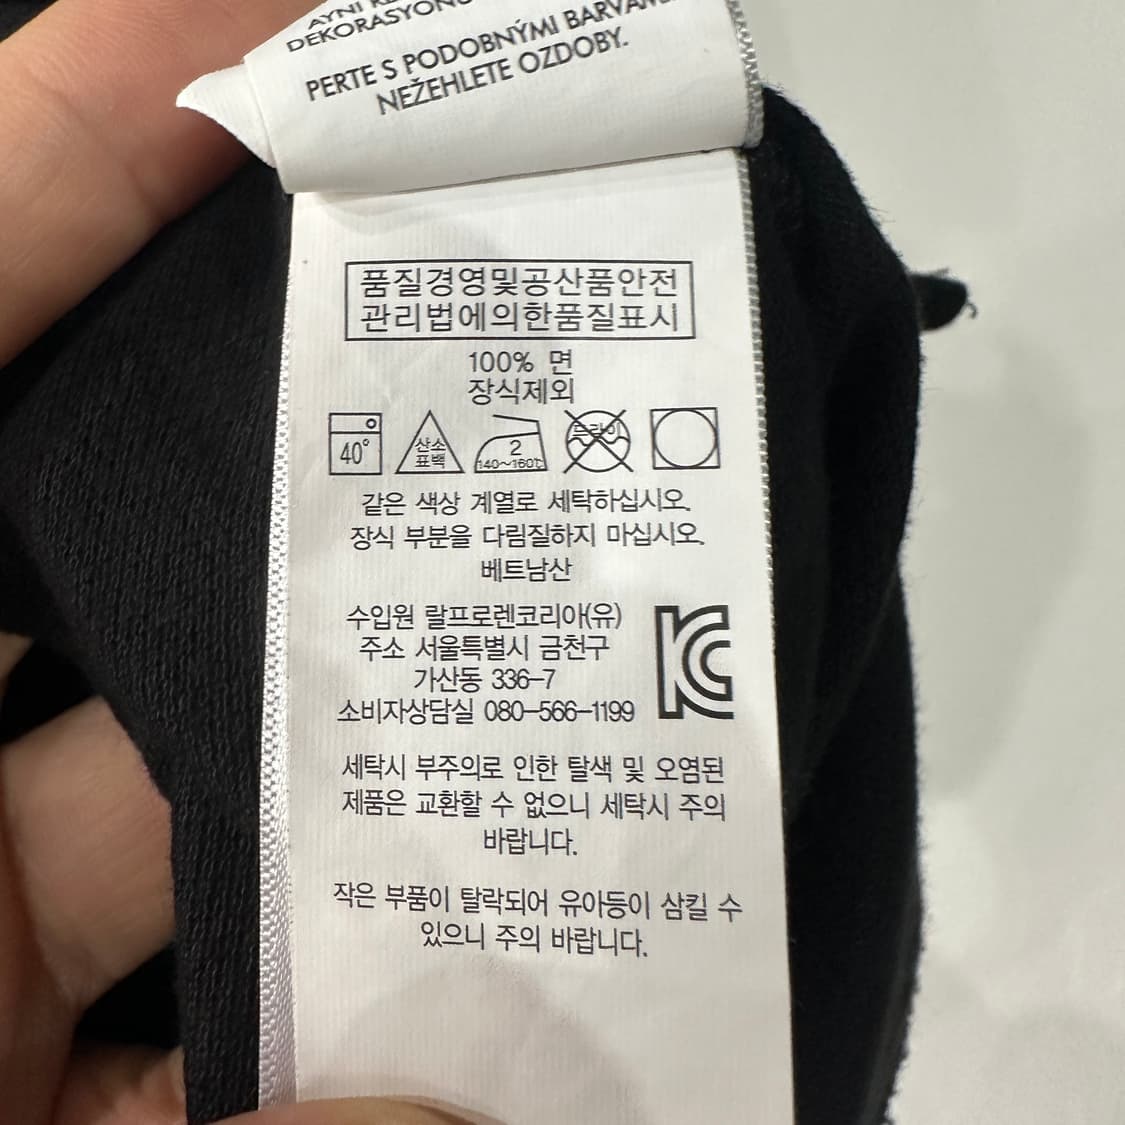 AYNI
PERTE S PODOBNÝMI
NEŽEHLETE OZDOBY.
품질경영및공산품안전
관리법에의한품질표시
100% 면
장식제외
40°
산소
표백
2
140~160℃
드라이
같은 색상 계열로 세탁하십시오.
장식 부분을 다림질하지 마십시오.
베트남산
수입원 랄프로렌코리아(유)
주소 서울특별시 금천구
가산동 336-7
소비자상담실 080-566-1199
KC
세탁시 부주의로 인한 탈색 및 오염된
제품은 교환할 수 없으니 세탁시 주의
바랍니다.
작은 부품이 탈락되어 유아등이 삼킬 수
있으니 주의 바랍니다.